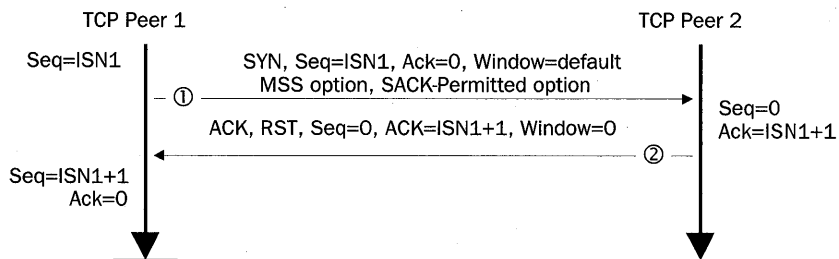 TCP Peer 1
TCP Peer 2
Seq=ISN1
SYN, Seq=ISN1, Ack=0, Window=default
MSS option, SACK-Permitted option
①
Seq=0
Ack=ISN1+1
ACK, RST, Seq=0, ACK=ISN1+1, Window=0
②
Seq=ISN1+1
Ack=0